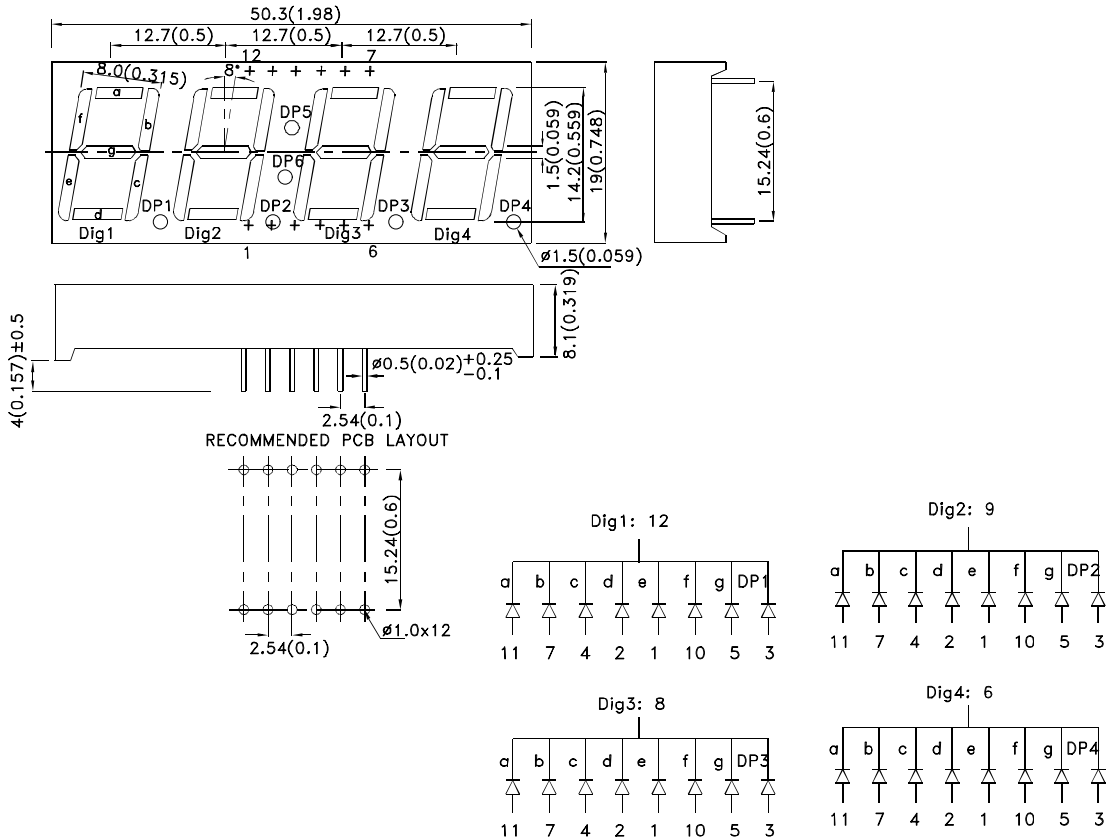 50.3(1.98)
12.7(0.5) 12.7(0.5) 12.7(0.5)
12 7
8.0(0.315)
8°
a
f b
g
e c
d
DP5
DP6
DP1 DP2 DP3 DP4
Dig1 Dig2 Dig3 Dig4
1 6
1.5(0.059)
14.2(0.559)
19(0.748)
ø1.5(0.059)
15.24(0.6)
8.1(0.319)
4(0.157)±0.5
ø0.5(0.02)+0.25
-0.1
2.54(0.1)
RECOMMENDED PCB LAYOUT
15.24(0.6)
ø1.0x12
2.54(0.1)
Dig1: 12
a b c d e f g DP1
11 7 4 2 1 10 5 3
Dig2: 9
a b c d e f g DP2
11 7 4 2 1 10 5 3
Dig3: 8
a b c d e f g DP3
11 7 4 2 1 10 5 3
Dig4: 6
a b c d e f g DP4
11 7 4 2 1 10 5 3